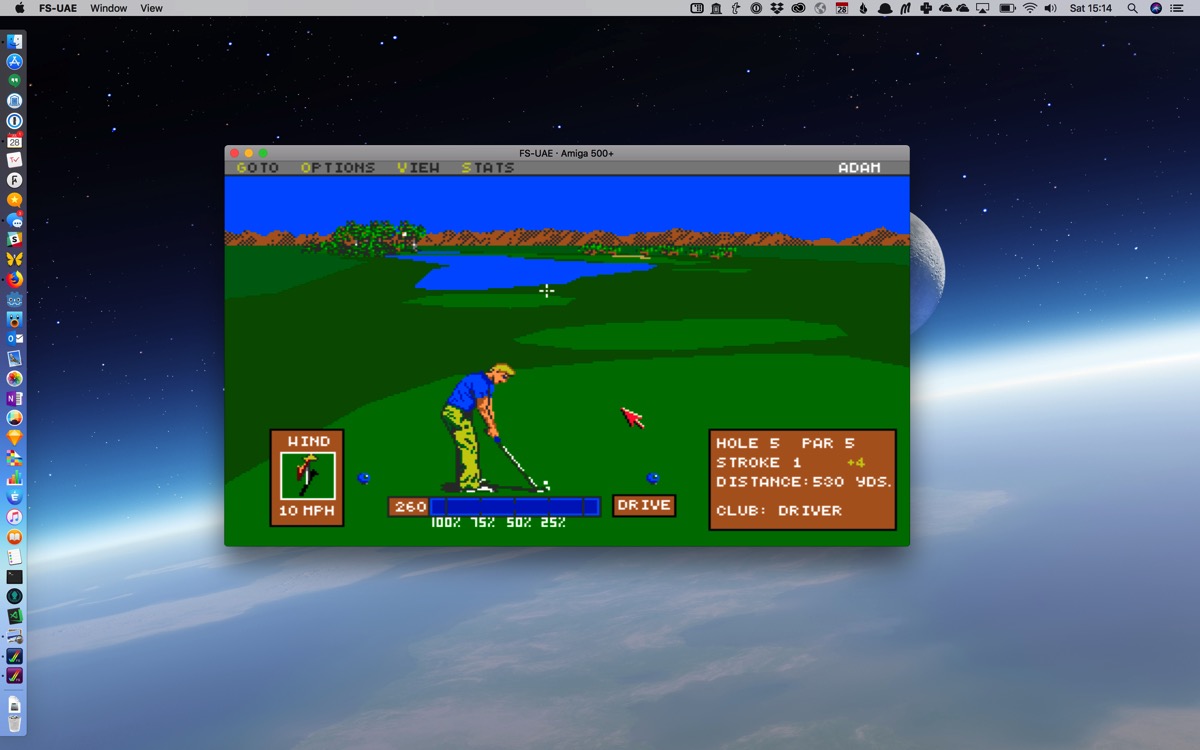 FS-UAE Window View
28 Sat 15:14
FS-UAE · Amiga 500+
GOTO OPTIONS VIEW STATS ADAM
28
WIND
10 MPH
260
100% 75% 50% 25%
DRIVE
HOLE 5 PAR 5
STROKE 1 +4
DISTANCE:530 YDS.
CLUB: DRIVER